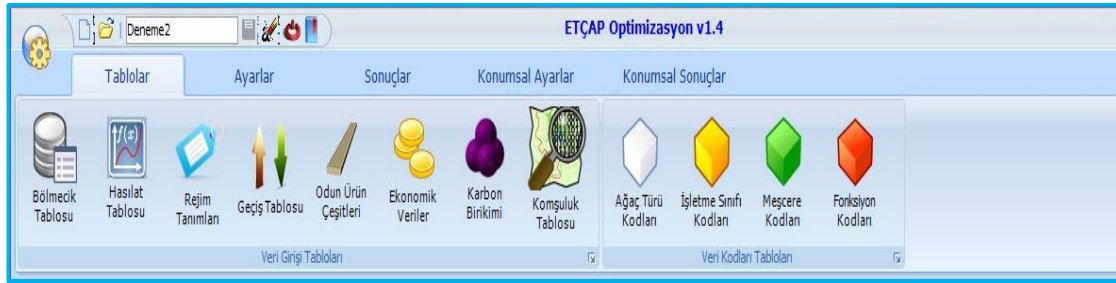 Deneme2
ETÇAP Optimizasyon v1.4
Tablolar
Ayarlar
Sonuçlar
Konumsal Ayarlar
Konumsal Sonuçlar
f(x)
Bölmecik
Tablosu
Hasılat
Tablosu
Rejim
Tanımları
Geçiş Tablosu
Odun Ürün
Çeşitleri
Ekonomik
Veriler
Karbon
Birikimi
Komşuluk
Tablosu
Ağaç Türü
Kodları
İşletme Sınıfı
Kodları
Meşcere
Kodları
Fonksiyon
Kodları
Veri Girişi Tabloları
Veri Kodları Tabloları